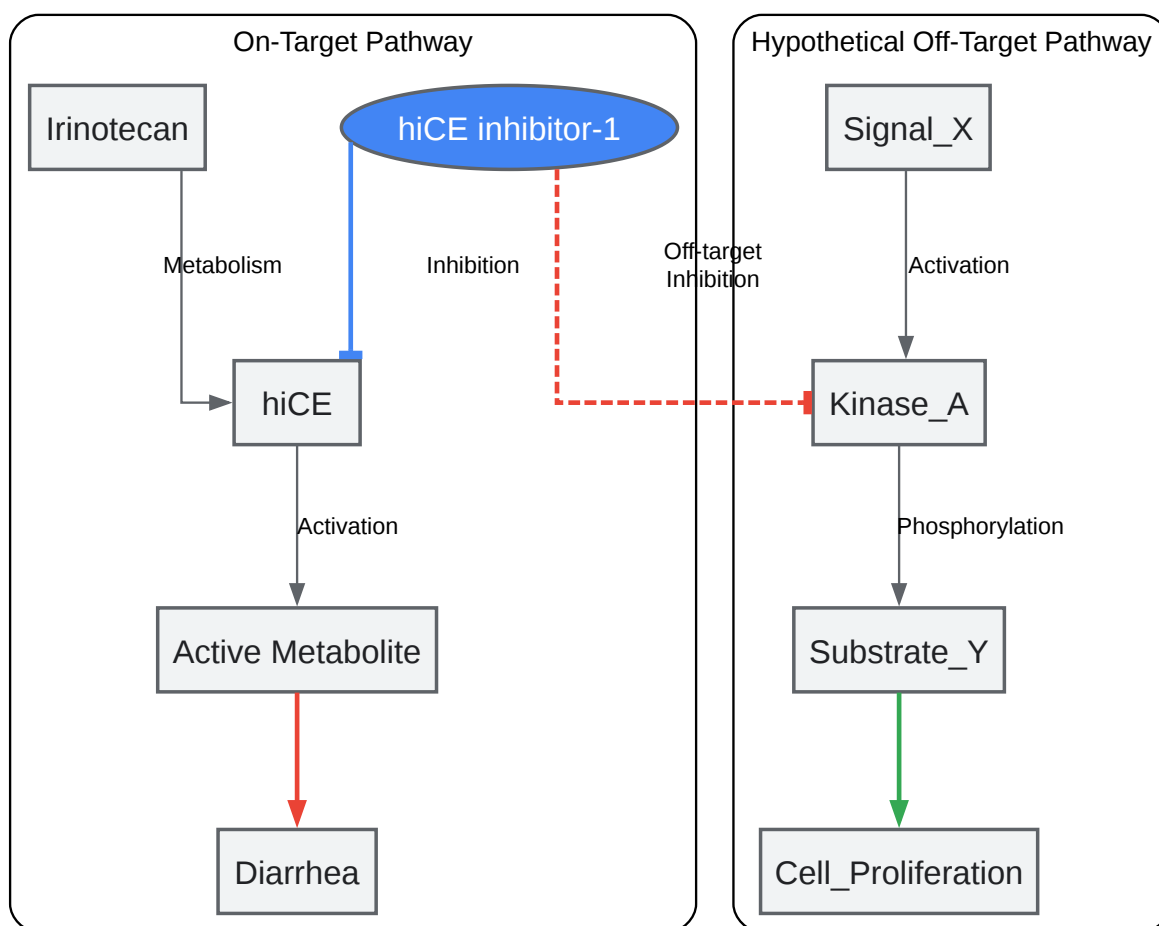 On-Target Pathway
Hypothetical Off-Target Pathway
Irinotecan
hiCE inhibitor-1
Signal_X
Metabolism
Inhibition
Off-target
Inhibition
Activation
hiCE
Kinase_A
Activation
Phosphorylation
Active Metabolite
Substrate_Y
Diarrhea
Cell_Proliferation